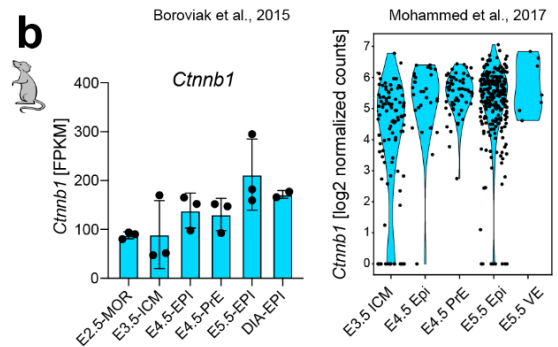 b
Boroviak et al., 2015
Ctnnb1
Ctnnb1 [FPKM]
400
300
200
100
0
E2.5-MOR
E3.5-ICM
E4.5-EPI
E4.5-PrE
E5.5-EPI
DIA-EPI
Mohammed et al., 2017
Ctnnb1 [log2 normalized counts]
7
6
5
4
3
2
1
0
E3.5 ICM
E4.5 Epi
E4.5 PrE
E5.5 Epi
E5.5 VE